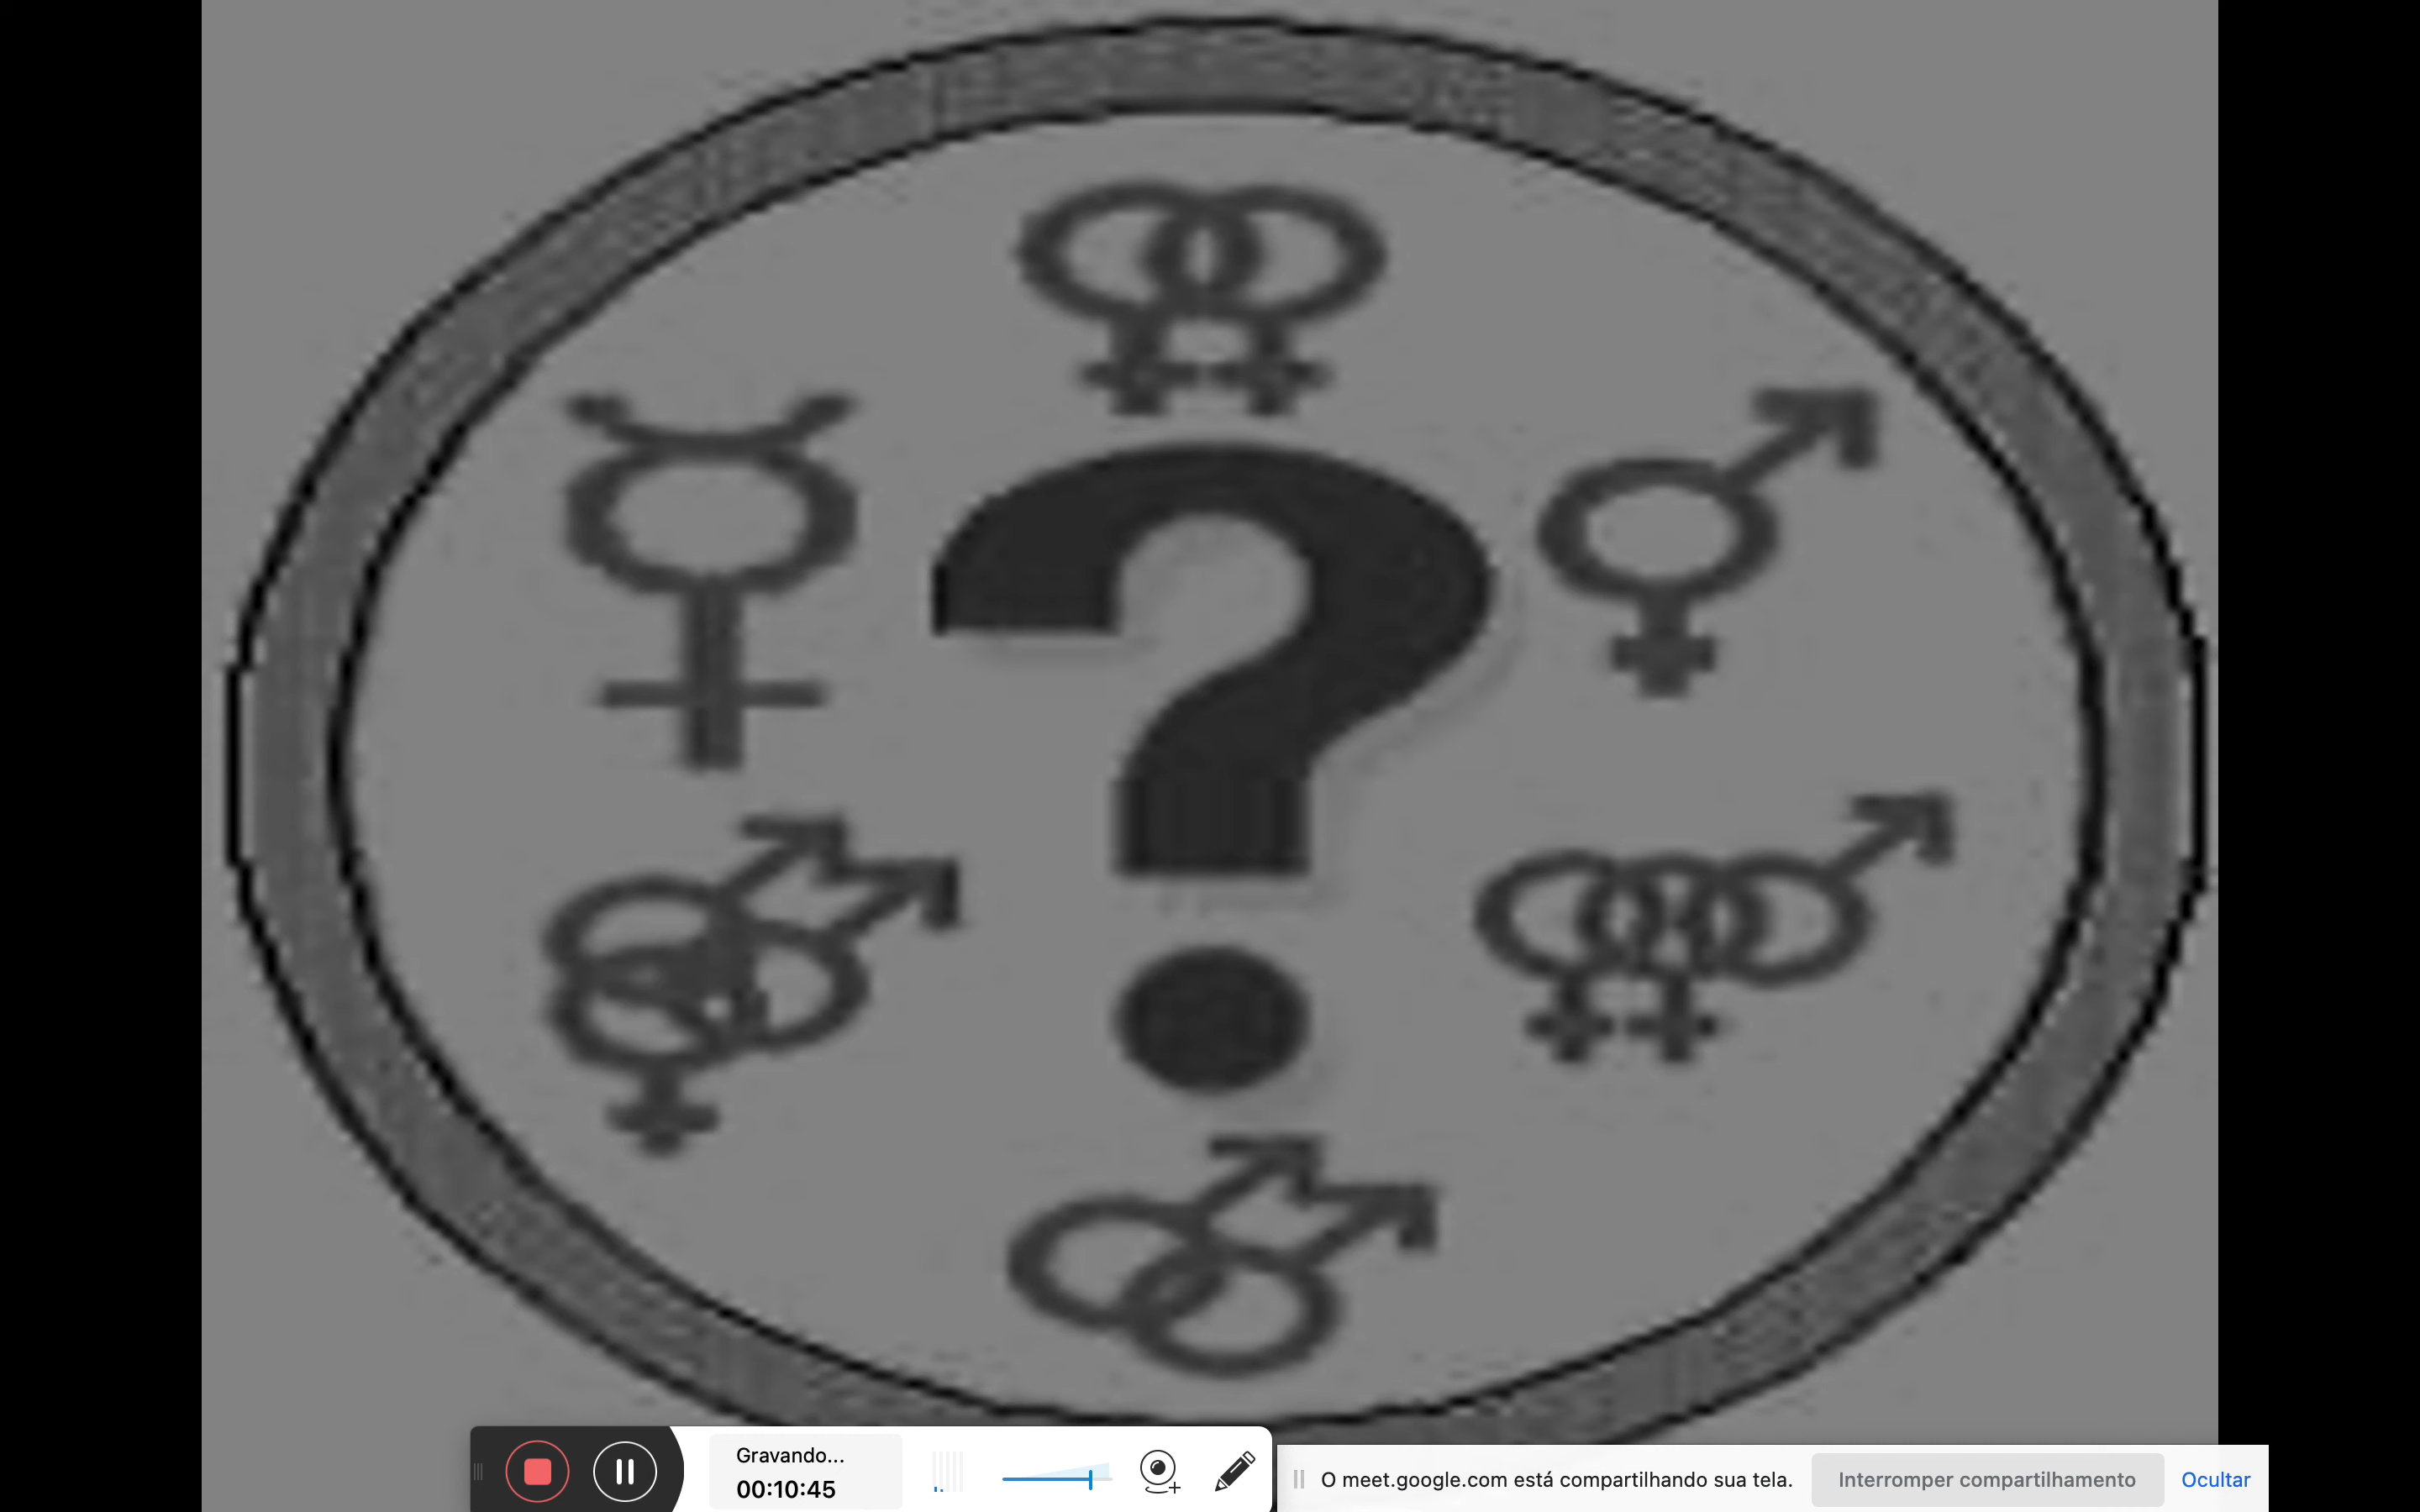 ?
Gravando...
00:10:45
O meet.google.com está compartilhando sua tela.
Interromper compartilhamento
Ocultar